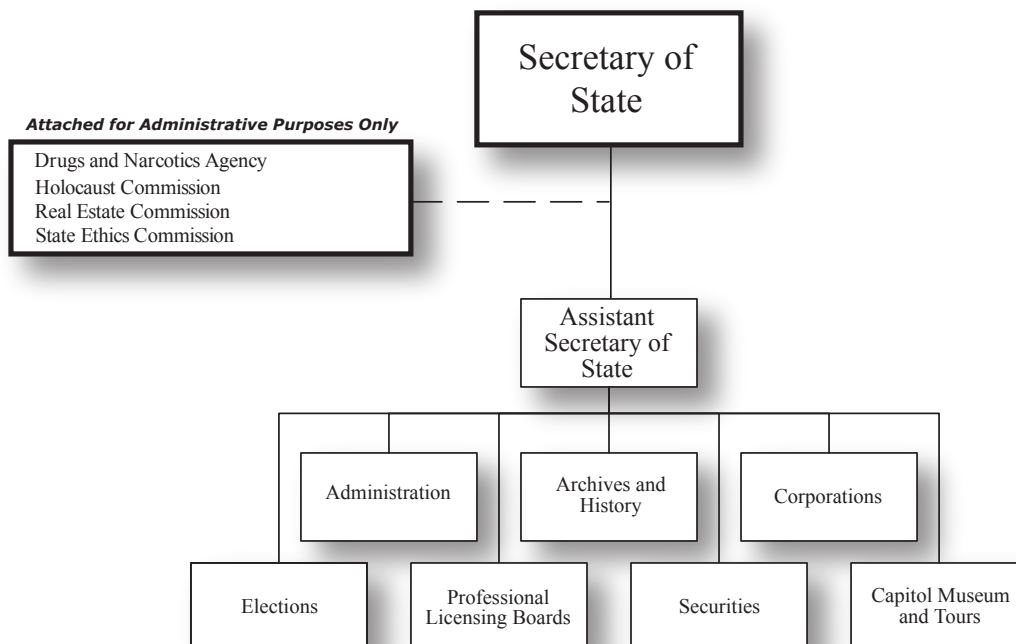 Secretary of
State
Attached for Administrative Purposes Only
Drugs and Narcotics Agency
Holocaust Commission
Real Estate Commission
State Ethics Commission
Assistant
Secretary of
State
Administration
Archives and
History
Corporations
Elections
Professional
Licensing Boards
Securities
Capitol Museum
and Tours